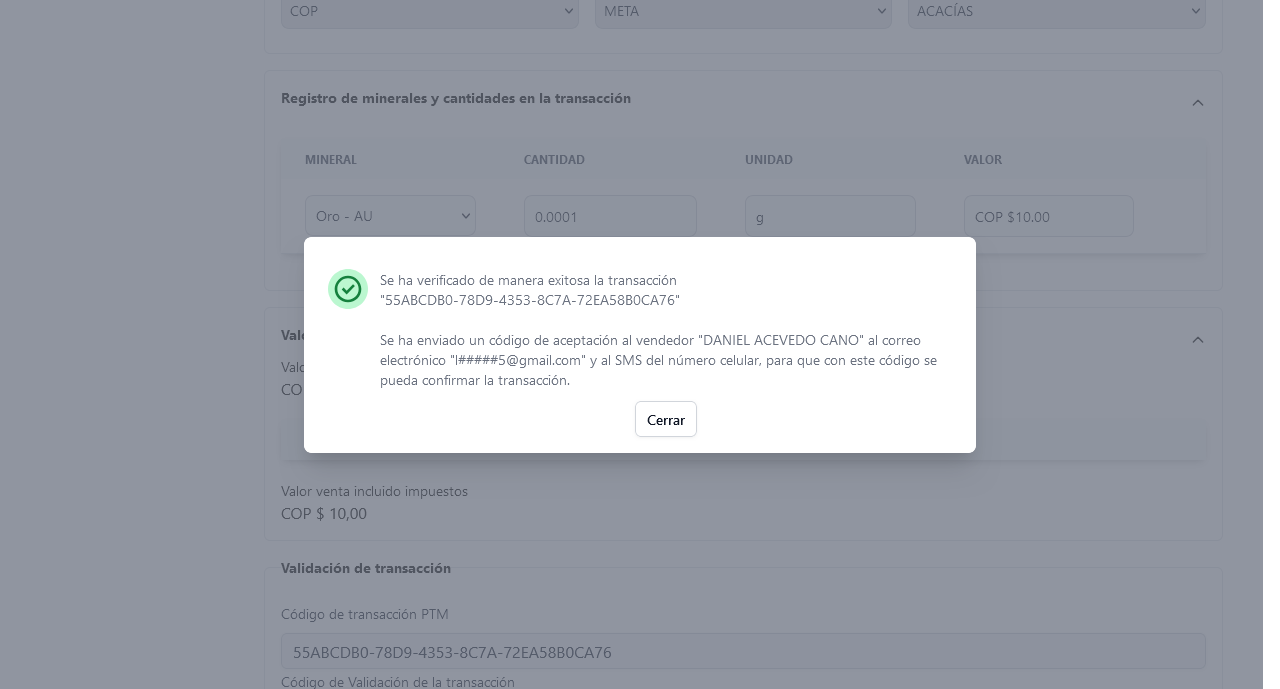 COP META ACACÍAS
Registro de minerales y cantidades en la transacción
MINERAL CANTIDAD UNIDAD VALOR
Oro - AU 0.0001 g COP $10.00
Se ha verificado de manera exitosa la transacción
"55ABCDB0-78D9-4353-8C7A-72EA58B0CA76"
Se ha enviado un código de aceptación al vendedor "DANIEL ACEVEDO CANO" al correo
electrónico "l#####5@gmail.com" y al SMS del número celular, para que con este código se
pueda confirmar la transacción.
Cerrar
Valor venta incluido impuestos
COP $ 10,00
Validación de transacción
Código de transacción PTM
55ABCDB0-78D9-4353-8C7A-72EA58B0CA76
Código de Validación de la transacción